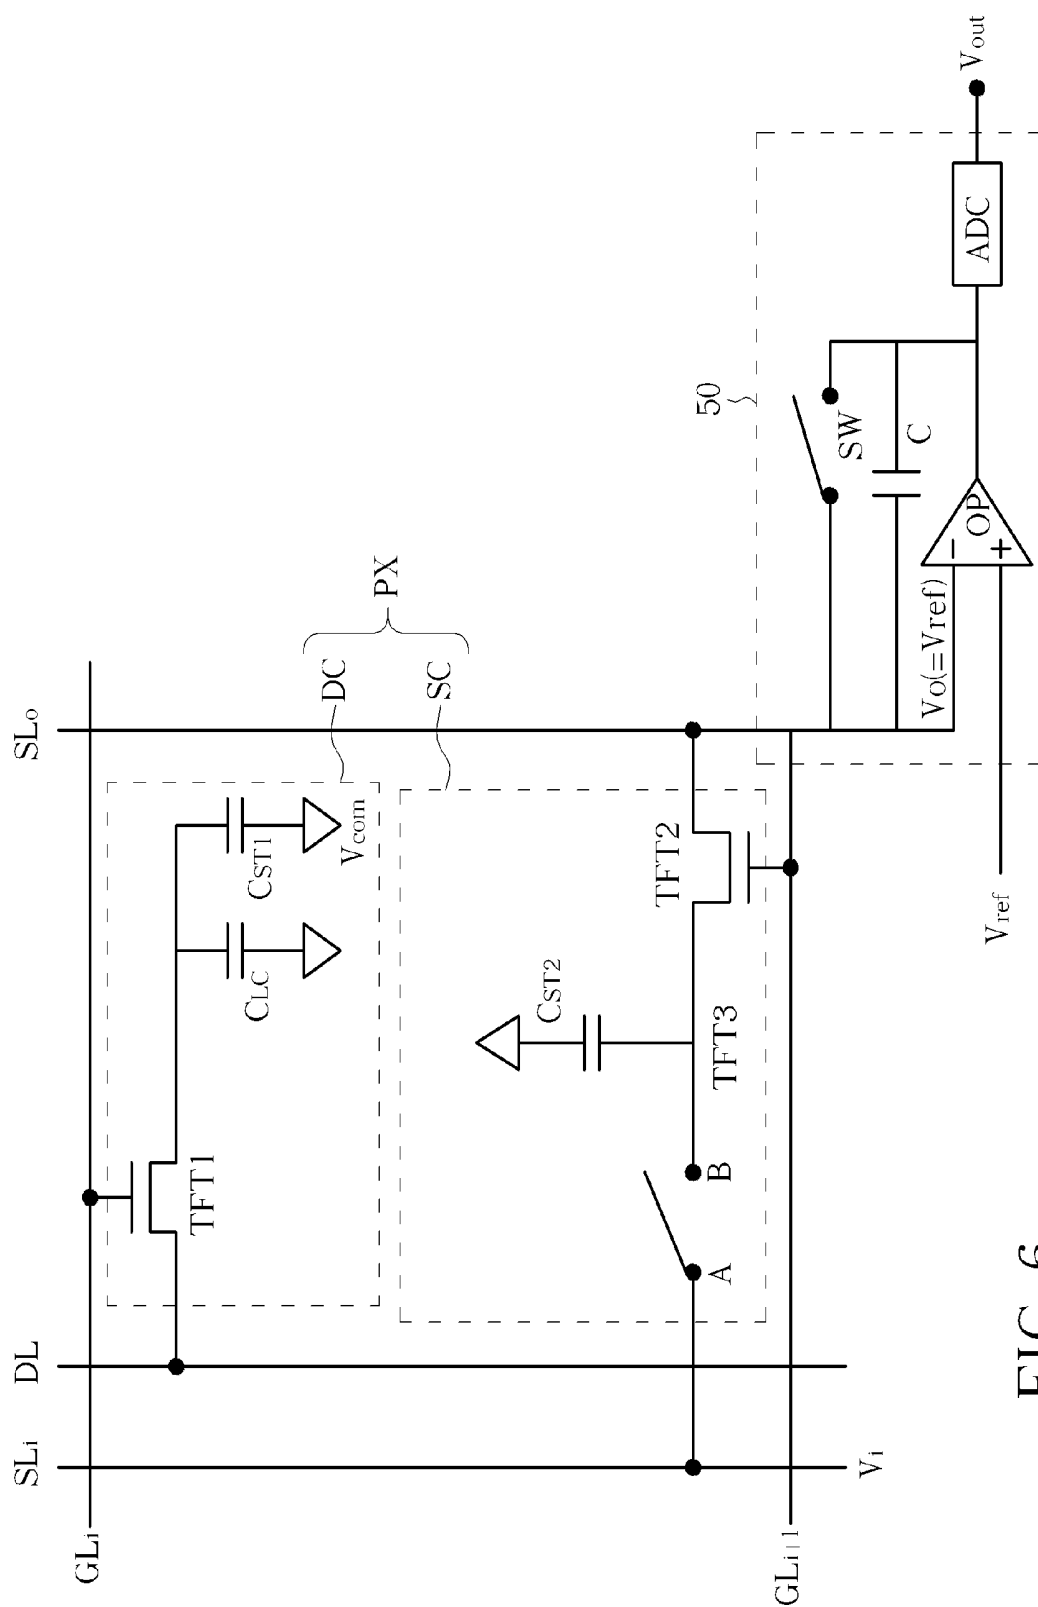 SLi
DL
SLo
GLi
TFT1
CLC
CST1
Vcom
DC
SC
PX
A
B
TFT3
CST2
TFT2
GLi+1
Vi
50
SW
C
Vo(=Vref)
OP
−
+
Vref
ADC
Vout
FIG. 6